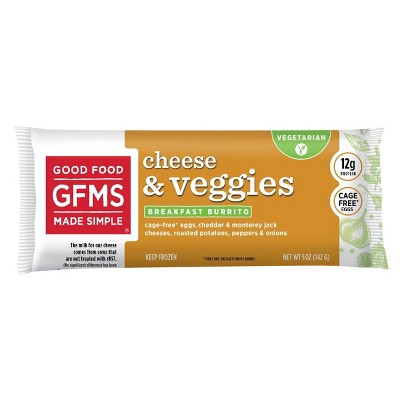 GOOD FOOD
GFMS
MADE SIMPLE
The milk for our cheese
comes from cows that
are not treated with rBST.
cheese
& veggies
BREAKFAST BURRITO
cage-free* eggs, cheddar & monterey jack
cheeses, roasted potatoes, peppers & onions
KEEP FROZEN
NET WT. 5 OZ (142 G)
VEGETARIAN
V
12g
PROTEIN
CAGE
FREE*
EGGS